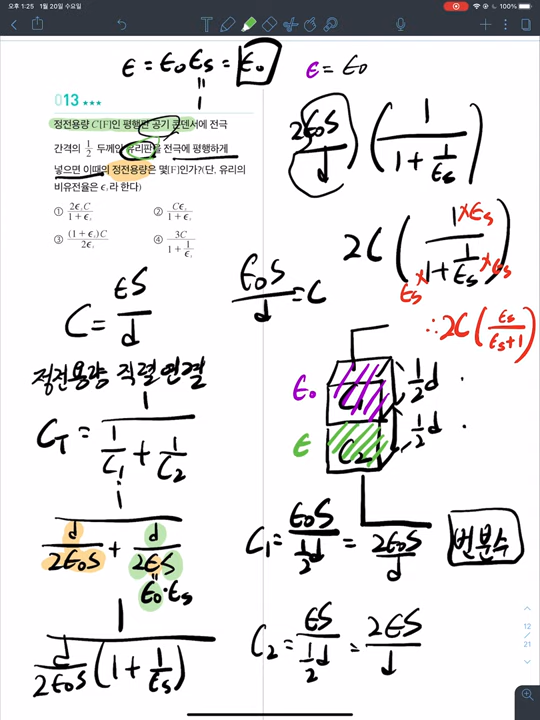 오후 1:25 1월 20일 수요일
100%
ϵ = ϵ₀ϵₛ = ϵ₀
"
1
ϵ = ϵ₀
013 ★★★
정전용량 C[F]인 평행판 공기 콘덴서에 전극
간격의 1/2 두께인 유리판을 전극에 평행하게
넣으면 이때의 정전용량은 몇[F]인가?(단, 유리의
비유전율은 ϵₛ라 한다)
① 2ϵₛC/(1+ϵₛ) ② Cϵₛ/(1+ϵₛ)
③ (1+ϵₛ)C/2ϵₛ ④ 3C/(1+1/ϵₛ)
2ϵ₀S/d (1/(1+1/ϵₛ))
2C (1×ϵₛ/(1+1/ϵₛ×ϵₛ))
ϵₛ×
∴ 2C (ϵₛ/(ϵₛ+1))
C = ϵS/d
ϵ₀S/d = C
정전용량 직렬연결
C_T = 1/(1/C₁ + 1/C₂)
1/(d/2ϵ₀S + d/2ϵS)
"
ϵ₀·ϵₛ
1/(d/2ϵ₀S (1 + 1/ϵₛ))
ϵ₀ C₁ 1/2 d
ϵ C₂ 1/2 d
C₁ = ϵ₀S/(1/2 d) = 2ϵ₀S/d
번분수
C₂ = ϵS/(1/2 d) = 2ϵS/d
12
/
21